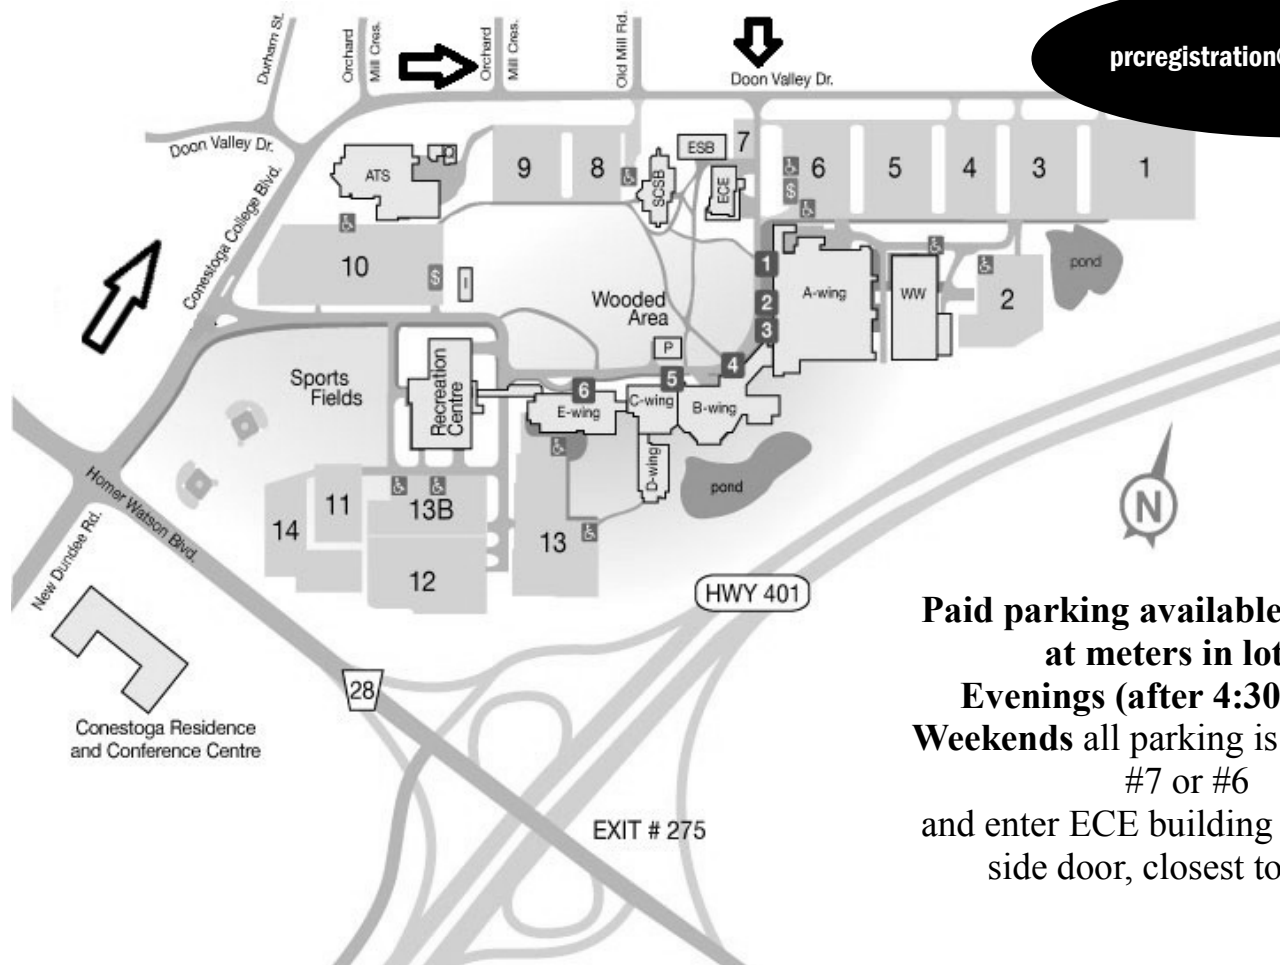 Durham St.
Orchard
Mill Cres.
Orchard
Mill Cres.
Old Mill Rd.
Doon Valley Dr.
prcregistration
Doon Valley Dr.
Conestoga College Blvd.
ATS
9
8
SCSB
ESB
7
ECE
6
$
5
4
3
1
10
$
I
Wooded
Area
1
2
3
A-wing
WW
2
pond
P
4
5
6
Sports
Fields
Recreation
Centre
E-wing
C-wing
B-wing
D-wing
pond
N
Homer Watson Blvd.
New Dundee Rd.
14
11
13B
12
13
HWY 401
28
Conestoga Residence
and Conference Centre
EXIT # 275
Paid parking available
at meters in lot
Evenings (after 4:30
Weekends all parking is
#7 or #6
and enter ECE building
side door, closest to